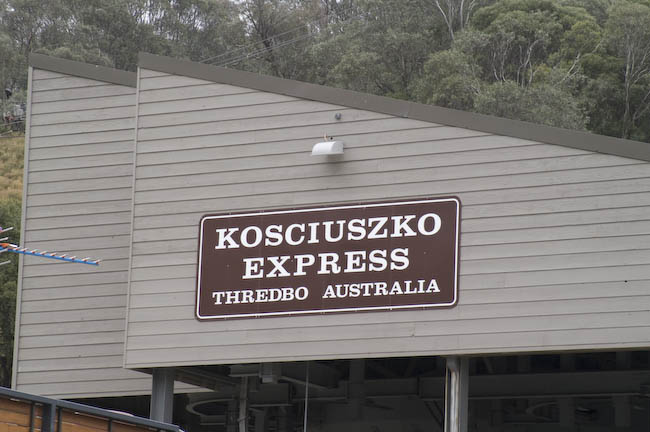 KOSCIUSZKO
EXPRESS
THREDBO AUSTRALIA